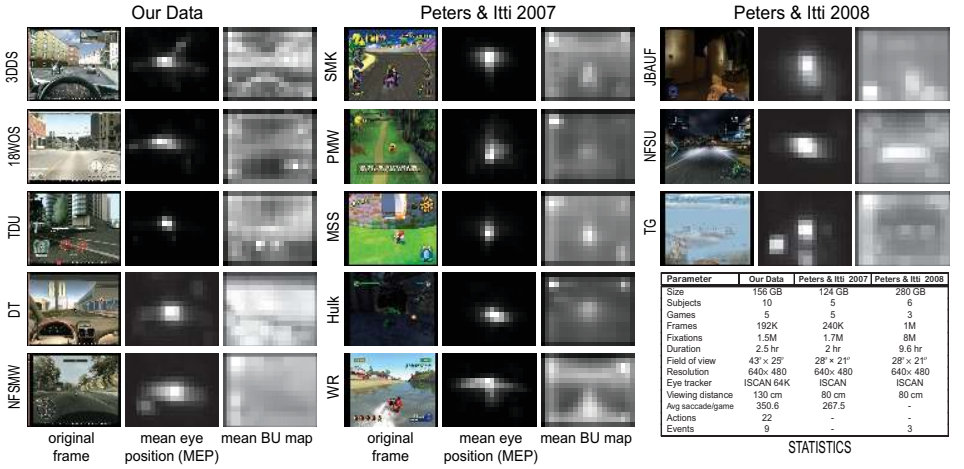 Our Data
Peters & Itti 2007
Peters & Itti 2008
3DDS
18WOS
TDU
DT
NFSMW
original frame
mean eye position (MEP)
mean BU map
SMK
PMW
MSS
Hulk
WR
original frame
mean eye position (MEP)
mean BU map
JBAUF
NFSU
TG
Parameter Our Data Peters & Itti 2007 Peters & Itti 2008
Size 156 GB 124 GB 280 GB
Subjects 10 5 6
Games 5 5 3
Frames 192K 240K 1M
Fixations 1.5M 1.7M 8M
Duration 2.5 hr 2 hr 9.6 hr
Field of view 43° × 25° 28° × 21° 28° × 21°
Resolution 640× 480 640× 480 640× 480
Eye tracker ISCAN 64K ISCAN ISCAN
Viewing distance 130 cm 80 cm 80 cm
Avg saccade/game 350.6 267.5 -
Actions 22 - -
Events 9 - 3
STATISTICS